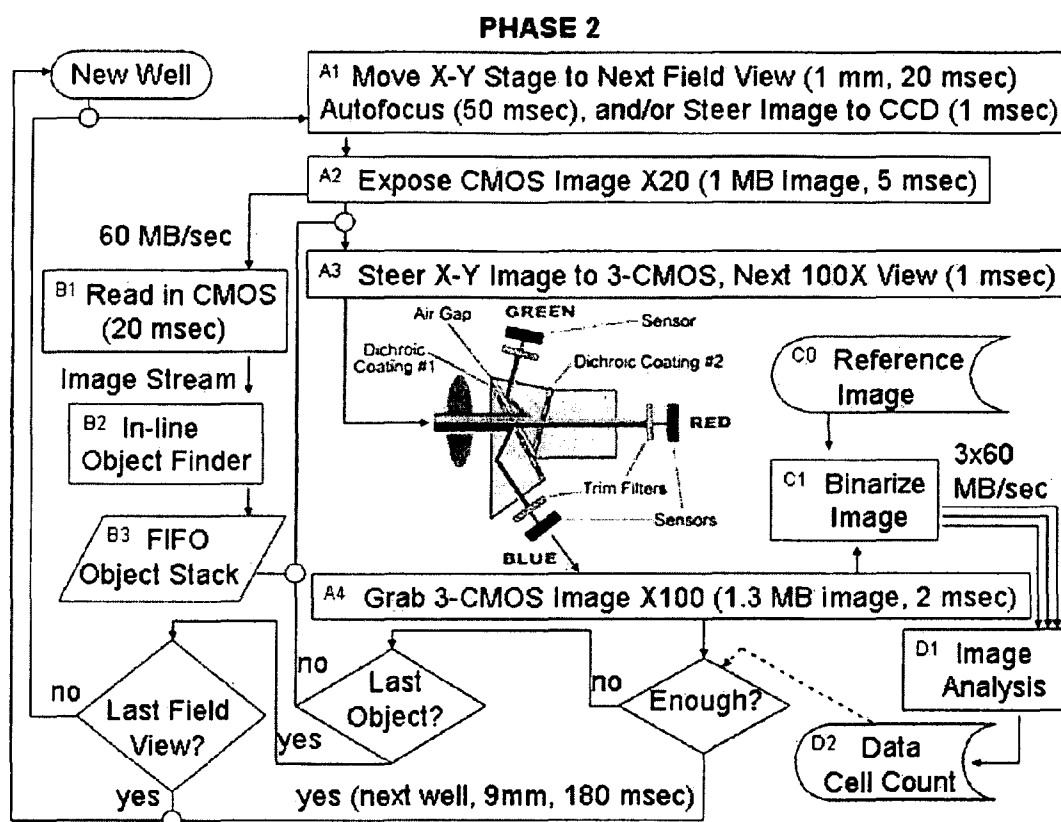 PHASE 2
New Well
A1 Move X-Y Stage to Next Field View (1 mm, 20 msec)
Autofocus (50 msec), and/or Steer Image to CCD (1 msec)
A2 Expose CMOS Image X20 (1 MB Image, 5 msec)
60 MB/sec
B1 Read in CMOS
(20 msec)
Image Stream
B2 In-line
Object Finder
B3 FIFO
Object Stack
A3 Steer X-Y Image to 3-CMOS, Next 100X View (1 msec)
GREEN
Air Gap
Sensor
Dichroic
Coating #1
Dichroic Coating #2
RED
Trim Filters
Sensors
BLUE
C0 Reference
Image
C1 Binarize
Image
3x60
MB/sec
A4 Grab 3-CMOS Image X100 (1.3 MB image, 2 msec)
D1 Image
Analysis
D2 Data
Cell Count
Enough?
no
Last
Object?
no
yes
Last Field
View?
no
yes
yes (next well, 9mm, 180 msec)